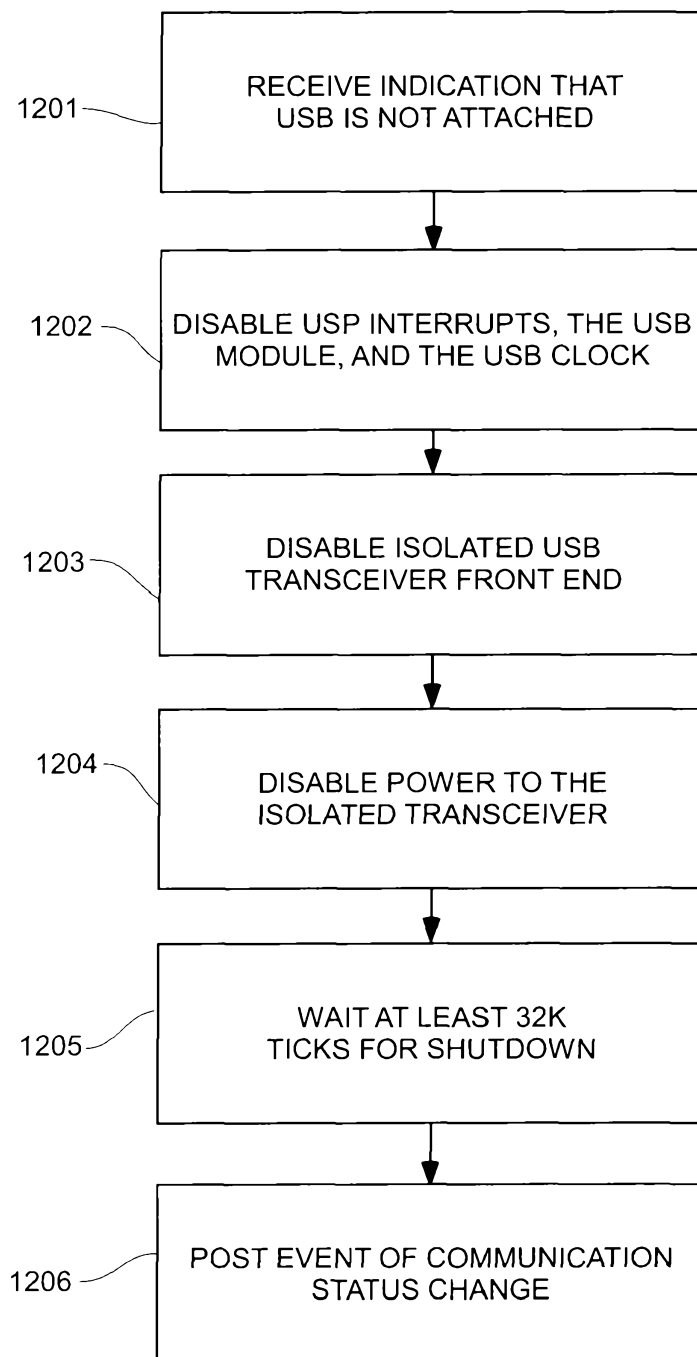 1201
RECEIVE INDICATION THAT
USB IS NOT ATTACHED
1202
DISABLE USP INTERRUPTS, THE USB
MODULE, AND THE USB CLOCK
1203
DISABLE ISOLATED USB
TRANSCEIVER FRONT END
1204
DISABLE POWER TO THE
ISOLATED TRANSCEIVER
1205
WAIT AT LEAST 32K
TICKS FOR SHUTDOWN
1206
POST EVENT OF COMMUNICATION
STATUS CHANGE